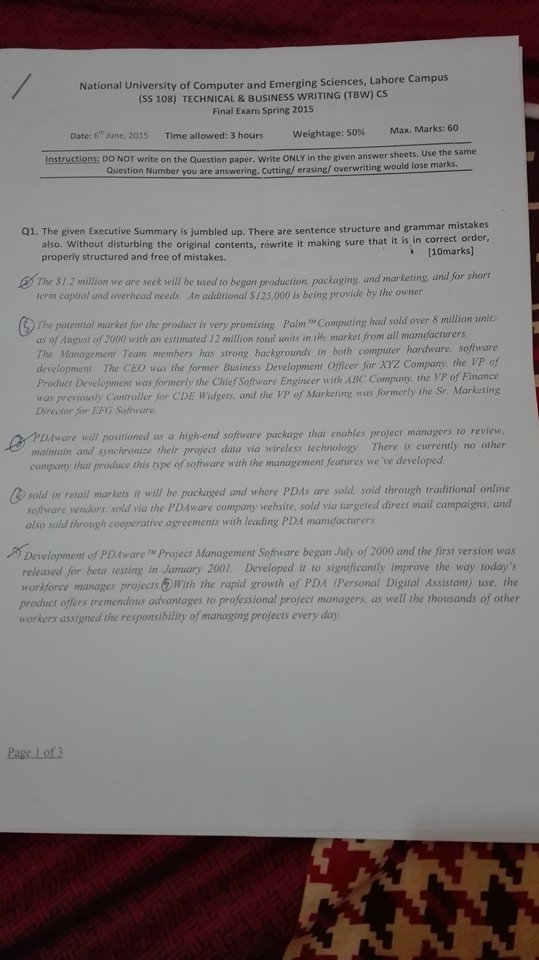 National University of Computer and Emerging Sciences, Lahore Campus
(SS 108) TECHNICAL & BUSINESS WRITING (TBW) CS
Final Exam Spring 2015
Date: 6th June, 2015 Time allowed: 3 hours Weightage: 50% Max. Marks: 60
Instructions: DO NOT write on the Question paper. Write ONLY in the given answer sheets. Use the same
Question Number you are answering. Cutting/ erasing/ overwriting would lose marks.
Q1. The given Executive Summary is jumbled up. There are sentence structure and grammar mistakes
also. Without disturbing the original contents, rewrite it making sure that it is in correct order,
properly structured and free of mistakes. [10marks]
The $1.2 million we are seek will be used to began production, packaging, and marketing, and for short
term capital and overhead needs. An additional $125,000 is being provide by the owner.
The potential market for the product is very promising. Palm™Computing had sold over 8 million units
as of August of 2000 with an estimated 12 million total units in the market from all manufacturers.
The Management Team members has strong backgrounds in both computer hardware, software
development. The CEO was the former Business Development Officer for XYZ Company, the VP of
Product Development was formerly the Chief Software Engineer with ABC Company, the VP of Finance
was previously Controller for CDE Widgets, and the VP of Marketing was formerly the Sr. Marketing
Director for EFG Software.
PDAware will positioned as a high-end software package that enables project managers to review,
maintain and synchronize their project data via wireless technology. There is currently no other
company that produce this type of software with the management features we've developed.
sold in retail markets it will be packaged and where PDAs are sold, sold through traditional online
software vendors, sold via the PDAware company website, sold via targeted direct mail campaigns, and
also sold through cooperative agreements with leading PDA manufacturers.
Development of PDAware™Project Management Software began July of 2000 and the first version was
released for beta testing in January 2001. Developed it to significantly improve the way today's
workforce manages projects. With the rapid growth of PDA (Personal Digital Assistant) use, the
product offers tremendous advantages to professional project managers, as well the thousands of other
workers assigned the responsibility of managing projects every day.
Page 1 of 3